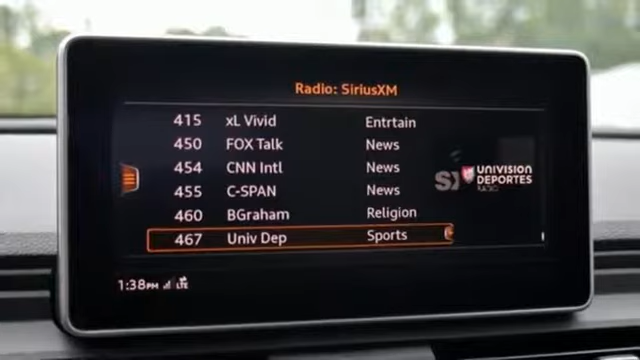 Radio: SiriusXM
415 xL Vivid Entrtain
450 FOX Talk News
454 CNN Intl News
455 C-SPAN News
460 BGraham Religion
467 Univ Dep Sports
UNIVISION
DEPORTES
RADIO
1:38PM LTE